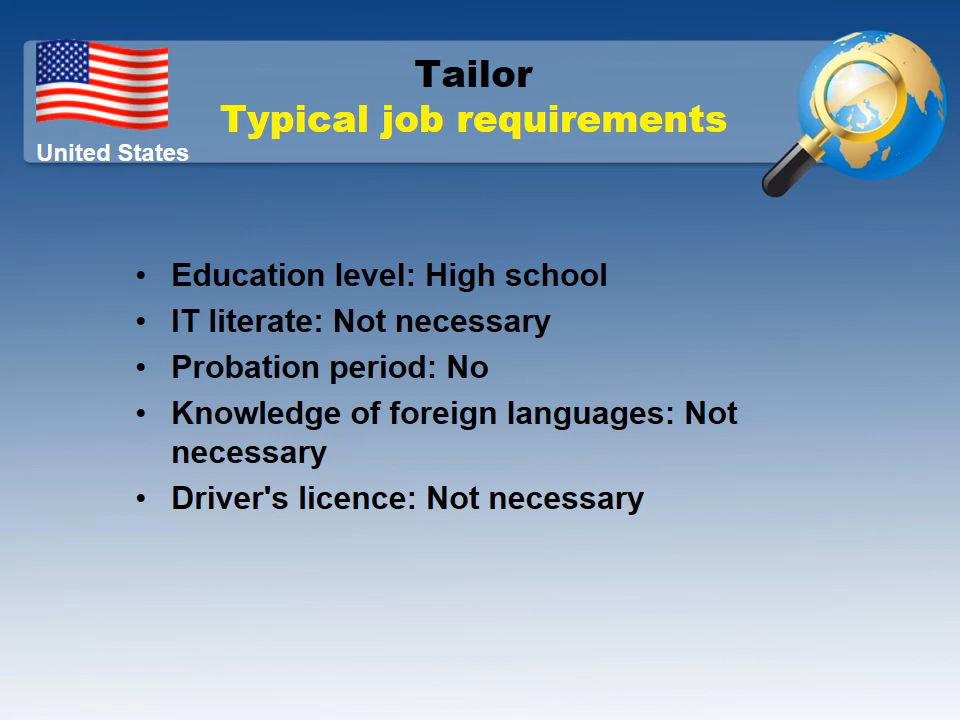 Tailor
Typical job requirements
United States
• Education level: High school
• IT literate: Not necessary
• Probation period: No
• Knowledge of foreign languages: Not
necessary
• Driver's licence: Not necessary